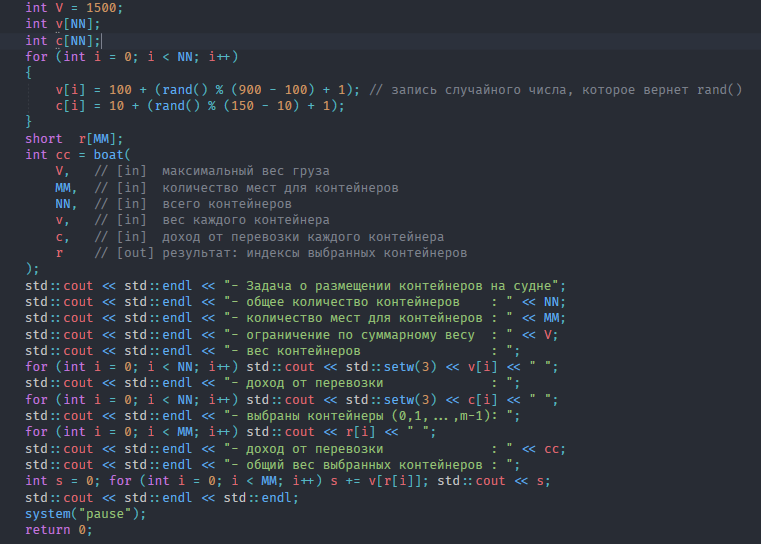 int V = 1500;
int v[NN];
int c[NN];
for (int i = 0; i < NN; i++)
{
    v[i] = 100 + (rand() % (900 - 100) + 1); // запись случайного числа, которое вернет rand()
    c[i] = 10 + (rand() % (150 - 10) + 1);
}
short  r[MM];
int cc = boat(
    V,   // [in]  максимальный вес груза
    MM,  // [in]  количество мест для контейнеров
    NN,  // [in]  всего контейнеров
    v,   // [in]  вес каждого контейнера
    c,   // [in]  доход от перевозки каждого контейнера
    r    // [out] результат: индексы выбранных контейнеров
);
std::cout << std::endl << "- Задача о размещении контейнеров на судне";
std::cout << std::endl << "- общее количество контейнеров    : " << NN;
std::cout << std::endl << "- количество мест для контейнеров : " << MM;
std::cout << std::endl << "- ограничение по суммарному весу  : " << V;
std::cout << std::endl << "- вес контейнеров                 : ";
for (int i = 0; i < NN; i++) std::cout << std::setw(3) << v[i] << " ";
std::cout << std::endl << "- доход от перевозки              : ";
for (int i = 0; i < NN; i++) std::cout << std::setw(3) << c[i] << " ";
std::cout << std::endl << "- выбраны контейнеры (0,1,...,m-1): ";
for (int i = 0; i < MM; i++) std::cout << r[i] << " ";
std::cout << std::endl << "- доход от перевозки              : " << cc;
std::cout << std::endl << "- общий вес выбранных контейнеров : ";
int s = 0; for (int i = 0; i < MM; i++) s += v[r[i]]; std::cout << s;
std::cout << std::endl << std::endl;
system("pause");
return 0;